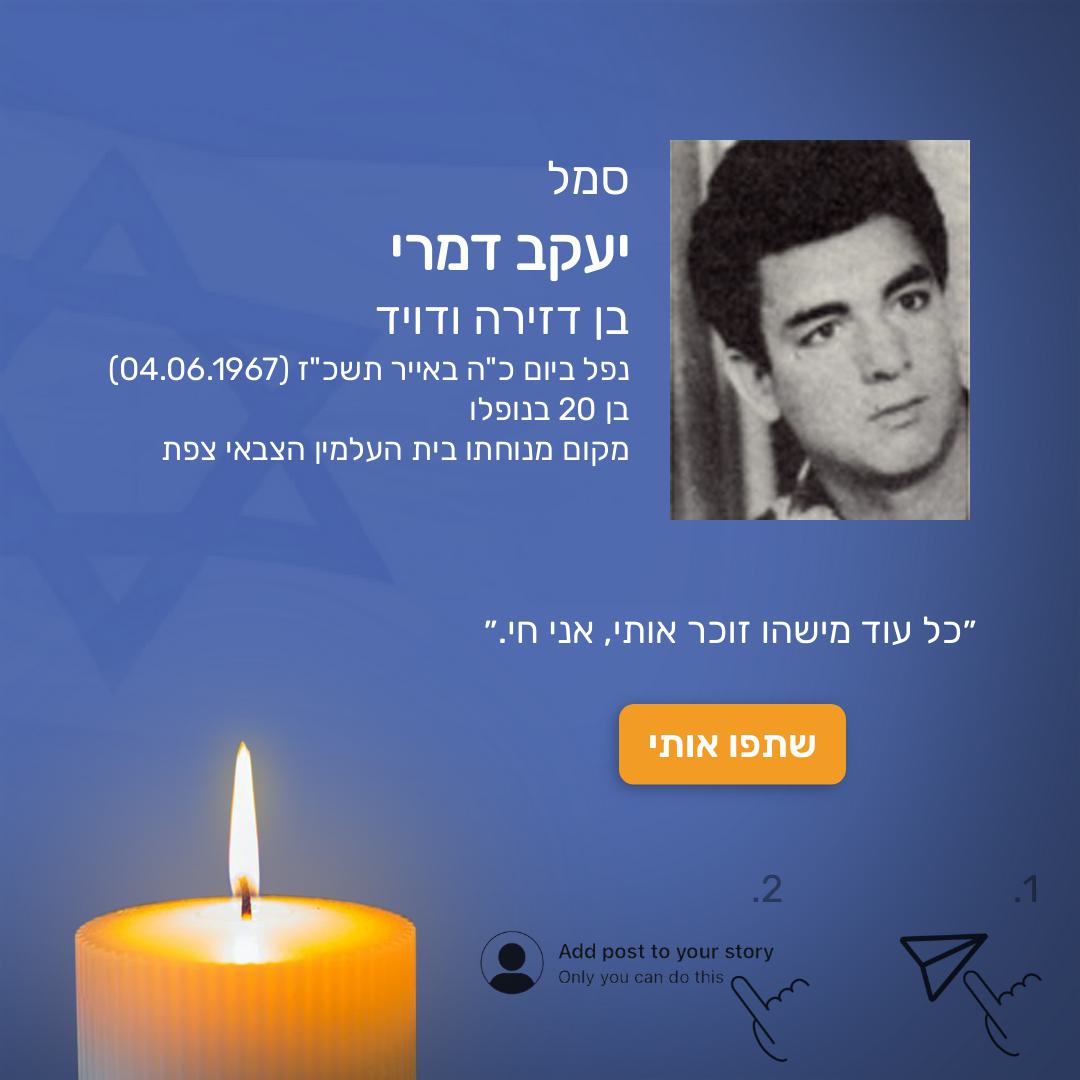 סמל
יעקב דמרי
בן דזירה ודויד
נפל ביום כ"ה באייר תשכ"ז (04.06.1967)
בן 20 בנופלו
מקום מנוחתו בית העלמין הצבאי צפת
״כל עוד מישהו זוכר אותי, אני חי.״
שתפו אותי
1.
2.
Add post to your story
Only you can do this